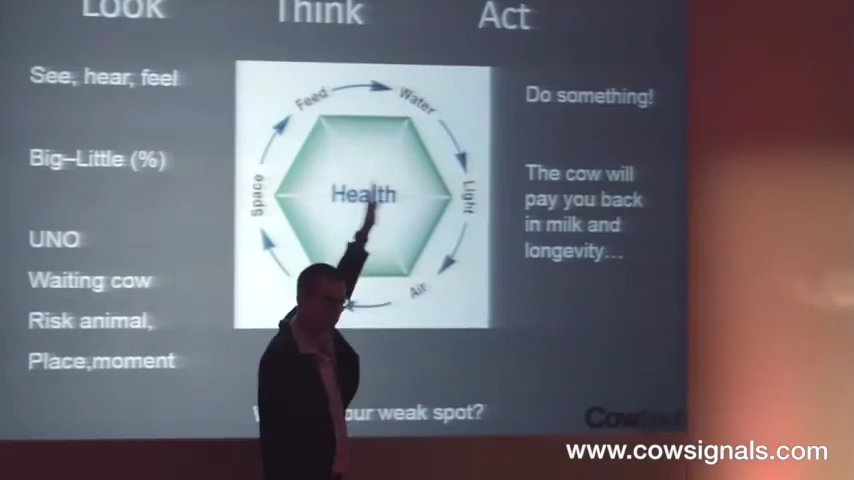 Look Think Act
See, hear, feel
Big–Little (%)
UNO
Waiting cow
Risk animal,
Place,moment
Feed
Water
Space
Health
Light
Air
Do something!
The cow will
pay you back
in milk and
longevity...
our weak spot?
www.cowsignals.com